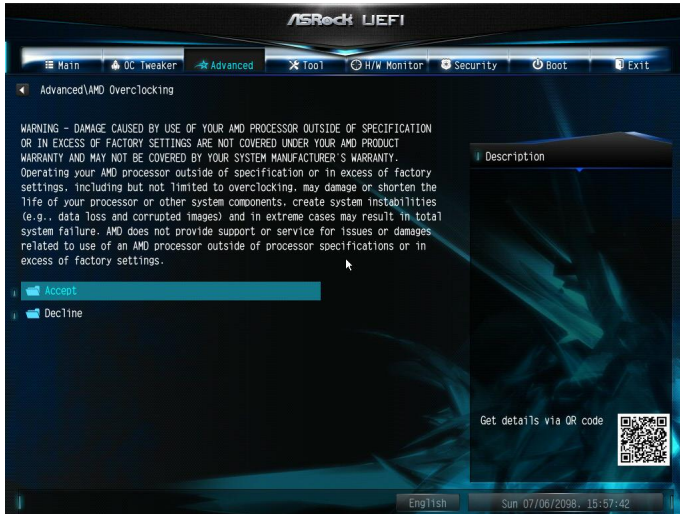 ASRock UEFI
Main
OC Tweaker
Advanced
Tool
H/W Monitor
Security
Boot
Exit
Advanced\AMD Overclocking
WARNING - DAMAGE CAUSED BY USE OF YOUR AMD PROCESSOR OUTSIDE OF SPECIFICATION
OR IN EXCESS OF FACTORY SETTINGS ARE NOT COVERED UNDER YOUR AMD PRODUCT
WARRANTY AND MAY NOT BE COVERED BY YOUR SYSTEM MANUFACTURER'S WARRANTY.
Operating your AMD processor outside of specification or in excess of factory
settings, including but not limited to overclocking, may damage or shorten the
life of your processor or other system components, create system instabilities
(e.g., data loss and corrupted images) and in extreme cases may result in total
system failure. AMD does not provide support or service for issues or damages
related to use of an AMD processor outside of processor specifications or in
excess of factory settings.
Accept
Decline
Description
Get details via QR code
English
Sun 07/06/2098, 15:57:42